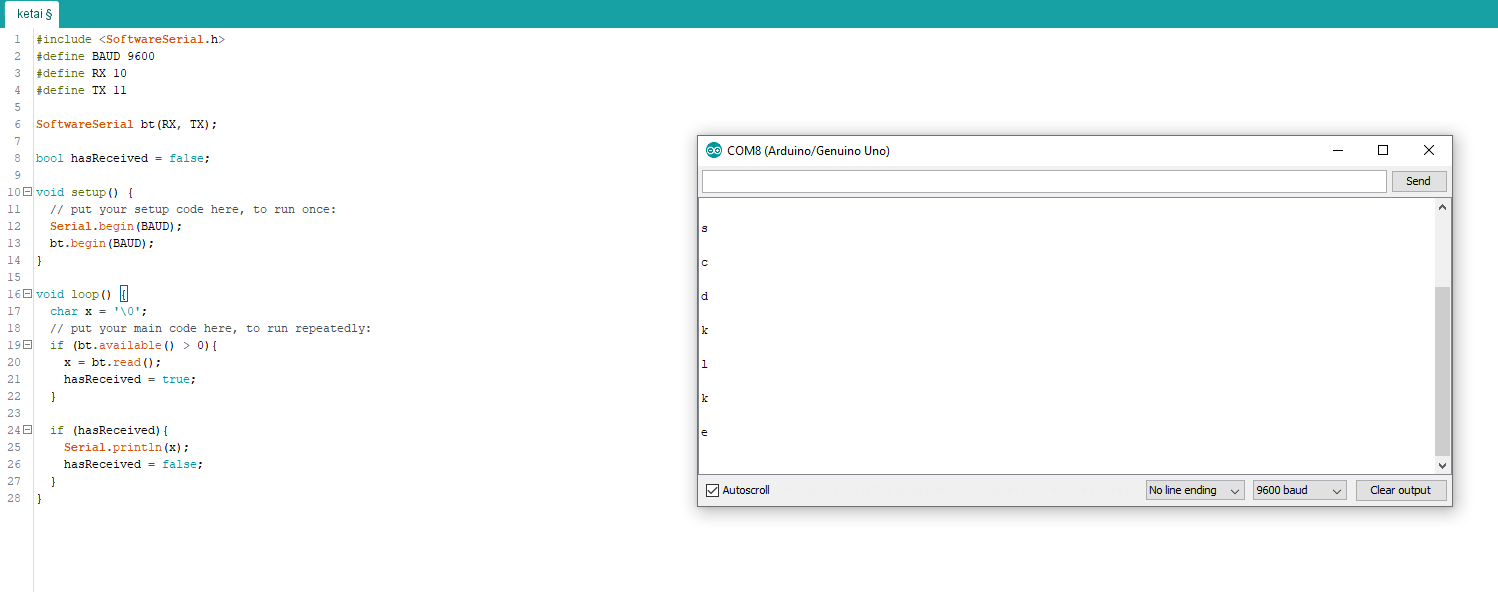 ketai §
1 #include <SoftwareSerial.h>
2 #define BAUD 9600
3 #define RX 10
4 #define TX 11
5
6 SoftwareSerial bt(RX, TX);
7
8 bool hasReceived = false;
9
10 void setup() {
11   // put your setup code here, to run once:
12   Serial.begin(BAUD);
13   bt.begin(BAUD);
14 }
15
16 void loop() {
17   char x = '\0';
18   // put your main code here, to run repeatedly:
19   if (bt.available() > 0){
20     x = bt.read();
21     hasReceived = true;
22   }
23
24   if (hasReceived){
25     Serial.println(x);
26     hasReceived = false;
27   }
28 }
COM8 (Arduino/Genuino Uno)
Send
s
c
d
k
l
k
e
Autoscroll No line ending 9600 baud Clear output